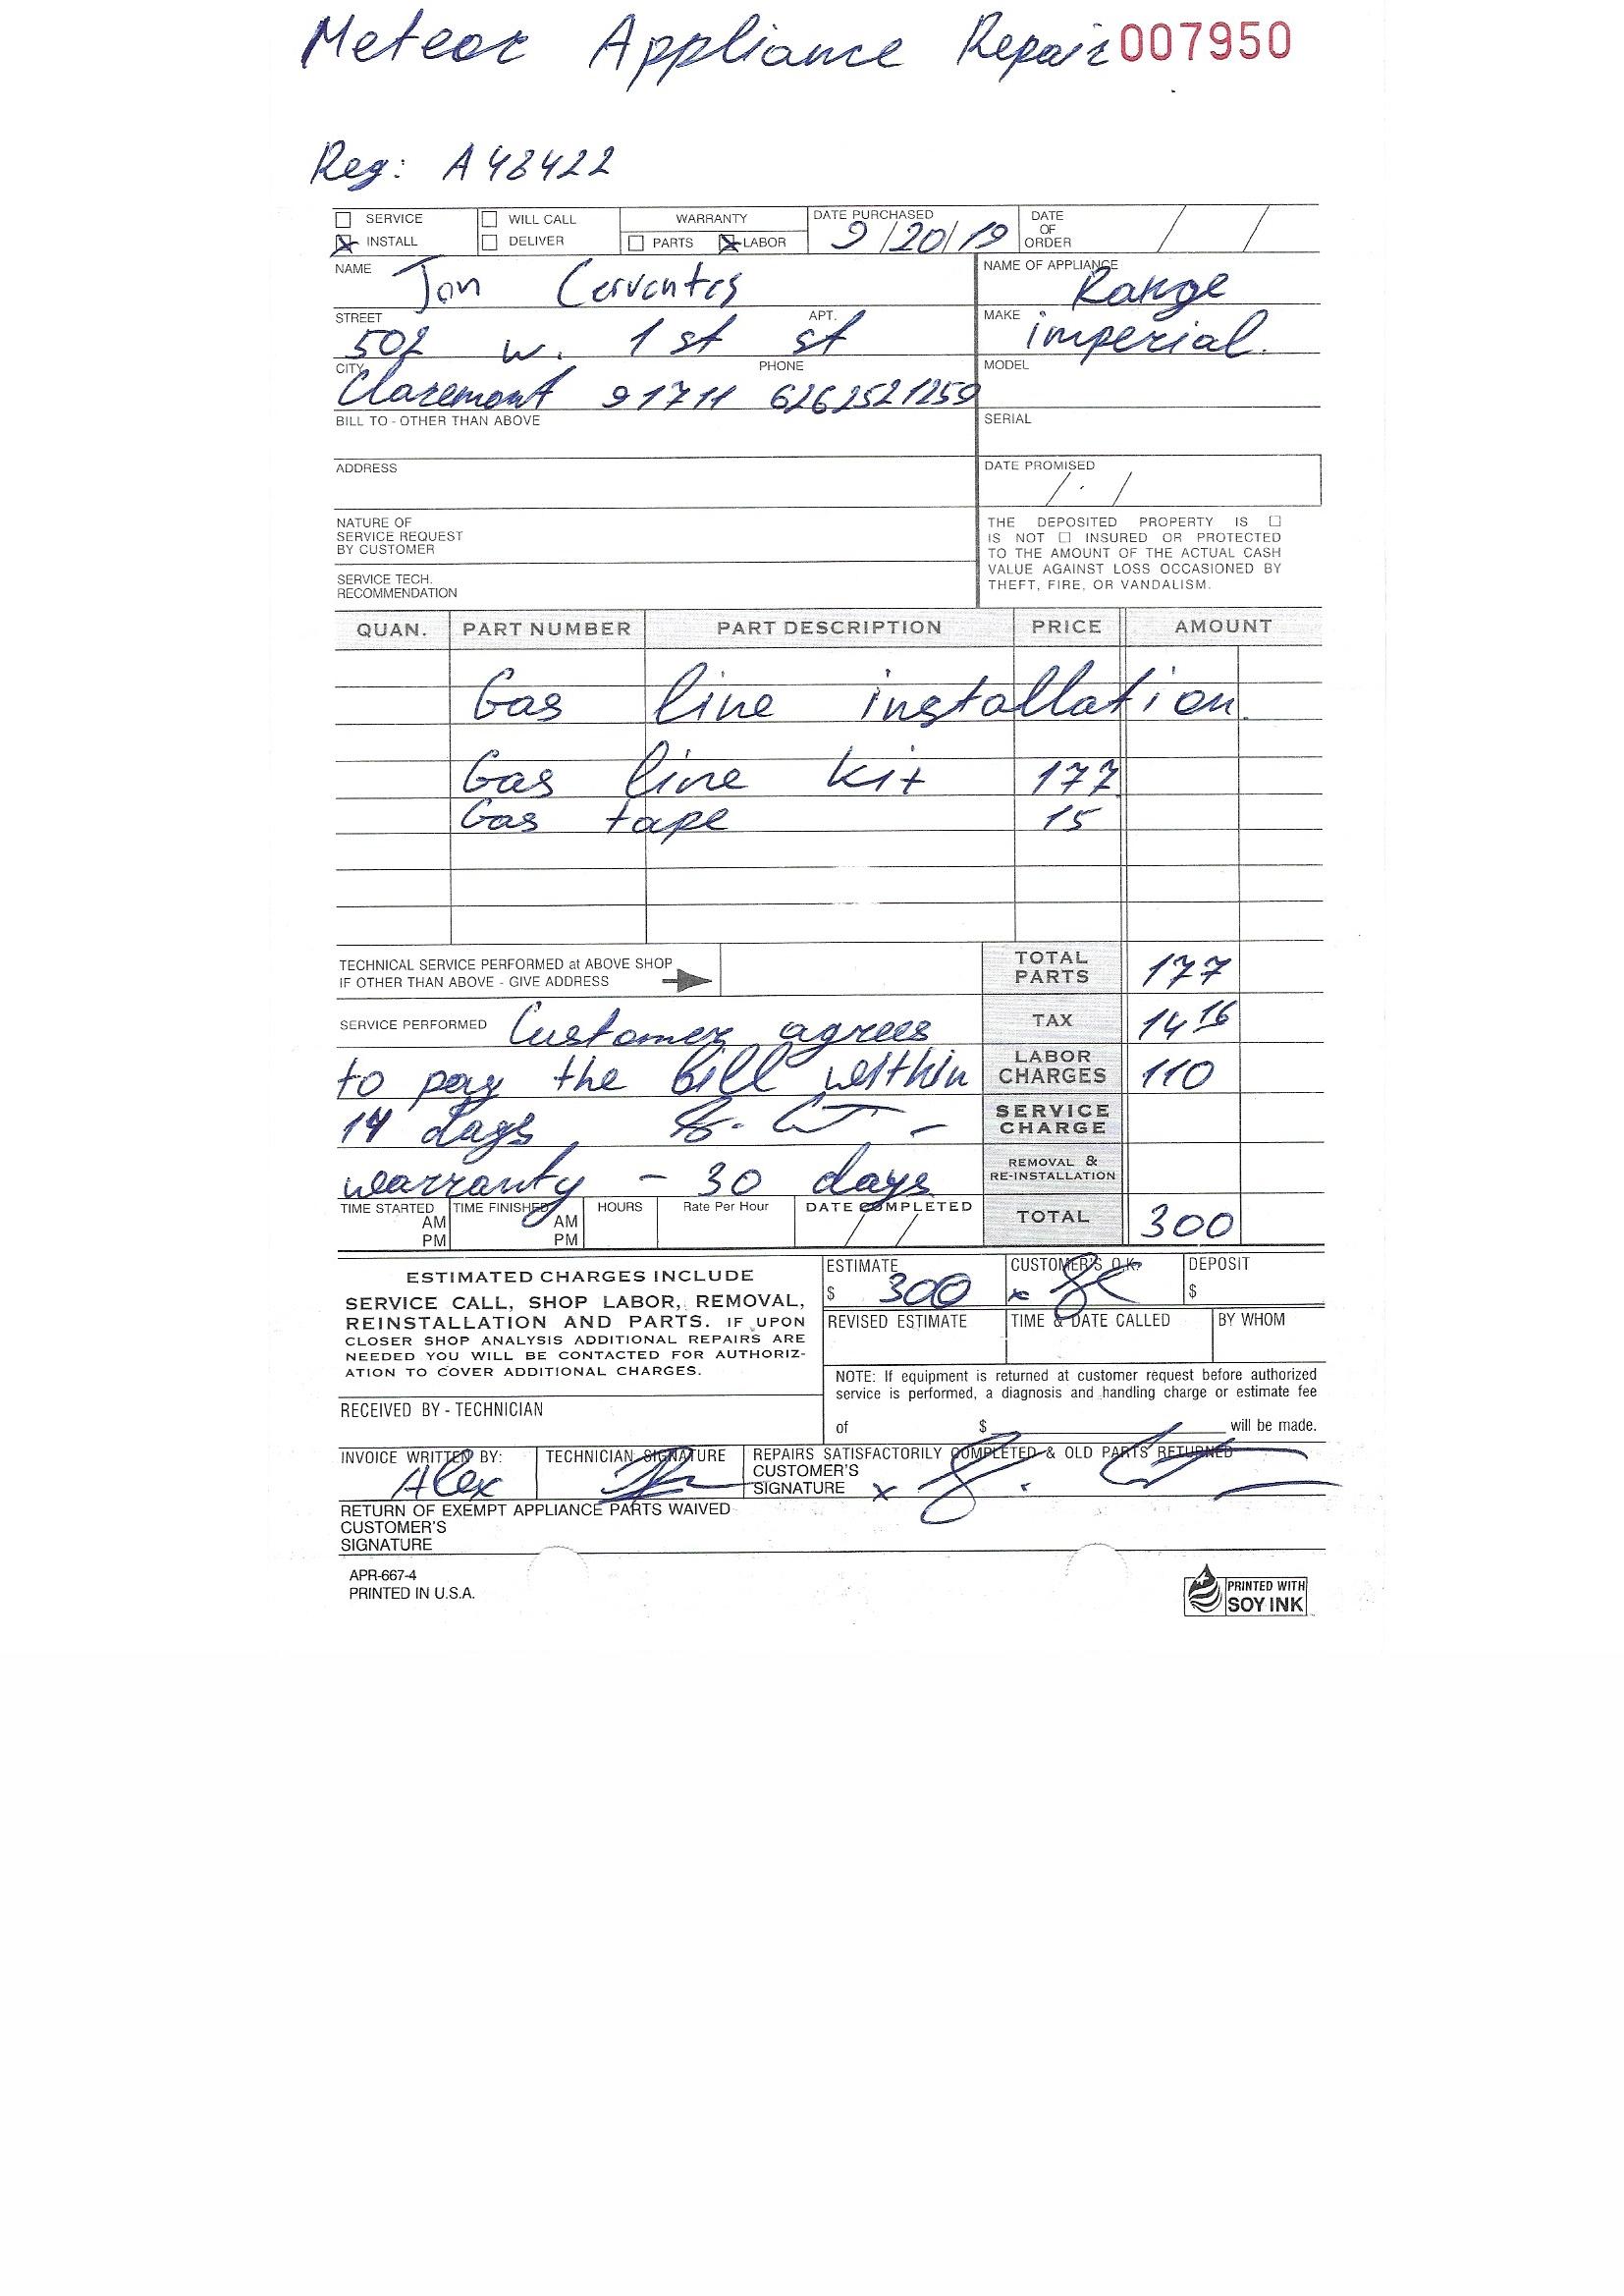 Meteor Appliance Repair 007950
Reg: A48422
SERVICE WILL CALL WARRANTY DATE PURCHASED DATE OF ORDER
INSTALL DELIVER PARTS LABOR 9/20/19 / /
NAME Jon Cervantes NAME OF APPLIANCE Range
STREET 502 w. 1 st st APT. MAKE imperial.
CITY Claremont 91711 PHONE 6262521259 MODEL
BILL TO - OTHER THAN ABOVE SERIAL
ADDRESS DATE PROMISED / /
NATURE OF
SERVICE REQUEST
BY CUSTOMER
SERVICE TECH.
RECOMMENDATION
THE DEPOSITED PROPERTY IS
IS NOT INSURED OR PROTECTED
TO THE AMOUNT OF THE ACTUAL CASH
VALUE AGAINST LOSS OCCASIONED BY
THEFT, FIRE, OR VANDALISM.
QUAN. PART NUMBER PART DESCRIPTION PRICE AMOUNT
Gas line installation.
Gas line kit 177
Gas tape 15
TECHNICAL SERVICE PERFORMED at ABOVE SHOP
IF OTHER THAN ABOVE - GIVE ADDRESS
TOTAL PARTS 177
SERVICE PERFORMED Customer agrees TAX 14 16
to pay the bill withhin LABOR CHARGES 110
14 days, SERVICE CHARGE
warranty - 30 days REMOVAL & RE-INSTALLATION
TIME STARTED AM PM TIME FINISHED AM PM HOURS Rate Per Hour DATE COMPLETED / / TOTAL 300
ESTIMATED CHARGES INCLUDE
SERVICE CALL, SHOP LABOR, REMOVAL,
REINSTALLATION AND PARTS. IF UPON
CLOSER SHOP ANALYSIS ADDITIONAL REPAIRS ARE
NEEDED YOU WILL BE CONTACTED FOR AUTHORIZ-
ATION TO COVER ADDITIONAL CHARGES.
ESTIMATE $ 300 CUSTOMER'S O.K. x DEPOSIT $
REVISED ESTIMATE TIME & DATE CALLED BY WHOM
NOTE: If equipment is returned at customer request before authorized
service is performed, a diagnosis and handling charge or estimate fee
of $ will be made.
RECEIVED BY - TECHNICIAN
INVOICE WRITTEN BY: Alex TECHNICIAN SIGNATURE REPAIRS SATISFACTORILY COMPLETED & OLD PARTS RETURNED
CUSTOMER'S
SIGNATURE x
RETURN OF EXEMPT APPLIANCE PARTS WAIVED
CUSTOMER'S
SIGNATURE
APR-667-4
PRINTED IN U.S.A.
PRINTED WITH
SOY INK